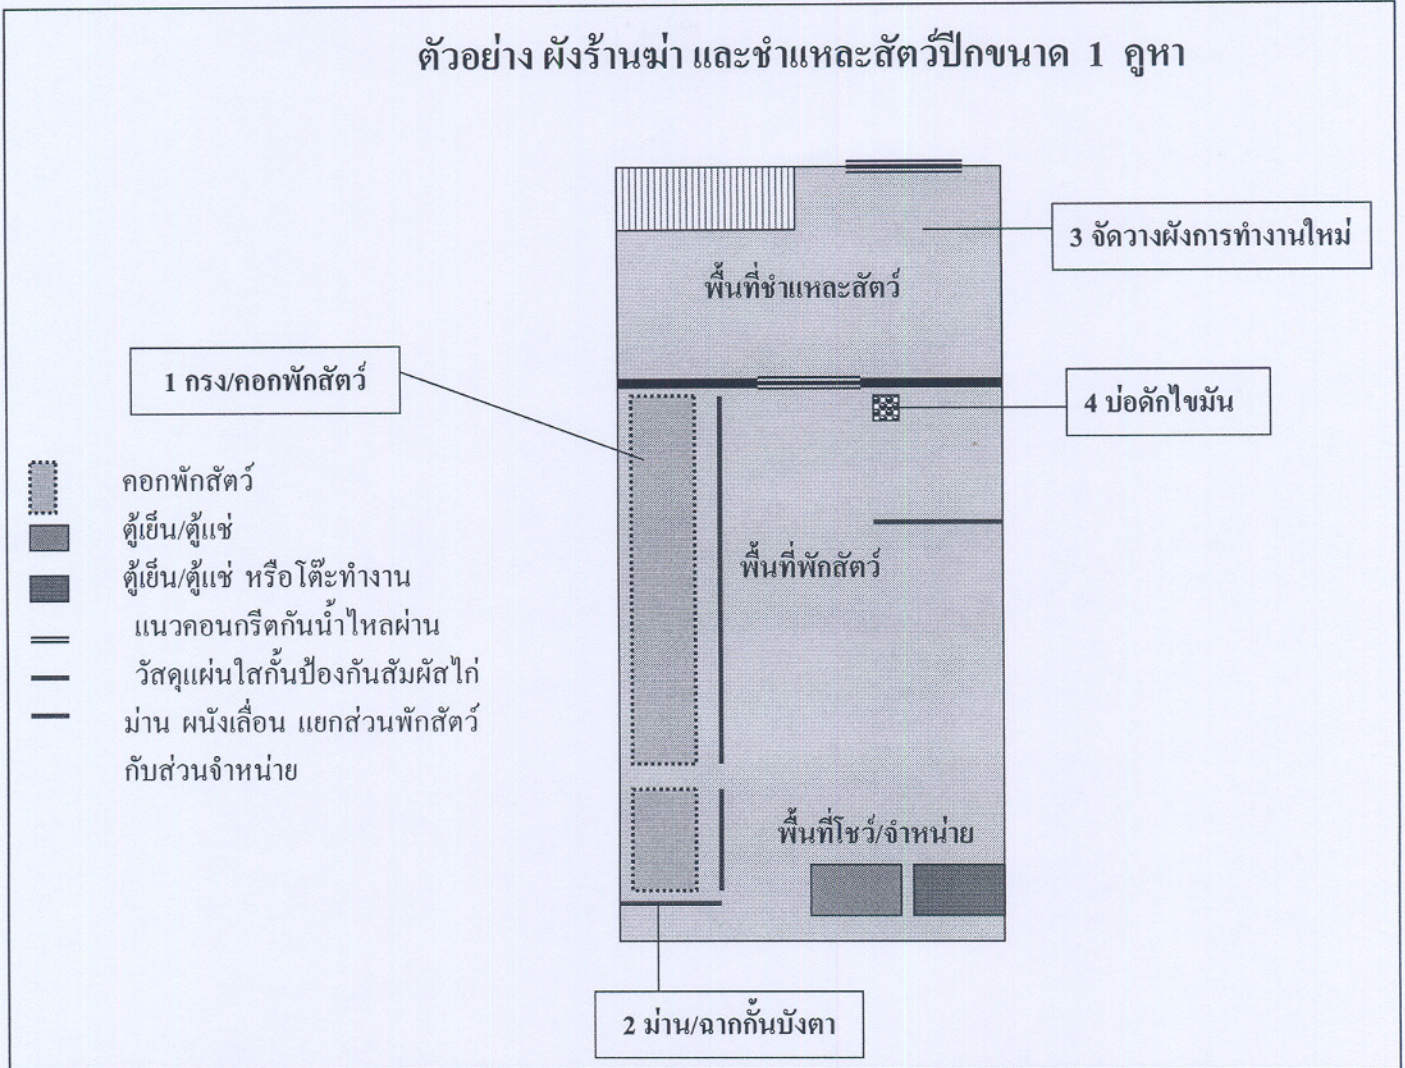 ตัวอย่าง ผังร้านฆ่า และชำแหละสัตว์ปีกขนาด 1 คูหา
3 จัดวางผังการทำงานใหม่
พื้นที่ชำแหละสัตว์
1 กรง/คอกพักสัตว์
4 บ่อดักไขมัน
คอกพักสัตว์
ตู้เย็น/ตู้แช่
ตู้เย็น/ตู้แช่ หรือโต๊ะทำงาน
แนวคอนกรีตกันน้ำไหลผ่าน
วัสดุแผ่นใสกั้นป้องกันสัมผัสไก่
ม่าน ผนังเลื่อน แยกส่วนพักสัตว์
กับส่วนจำหน่าย
พื้นที่พักสัตว์
พื้นที่โชว์/จำหน่าย
2 ม่าน/ฉากกั้นบังตา